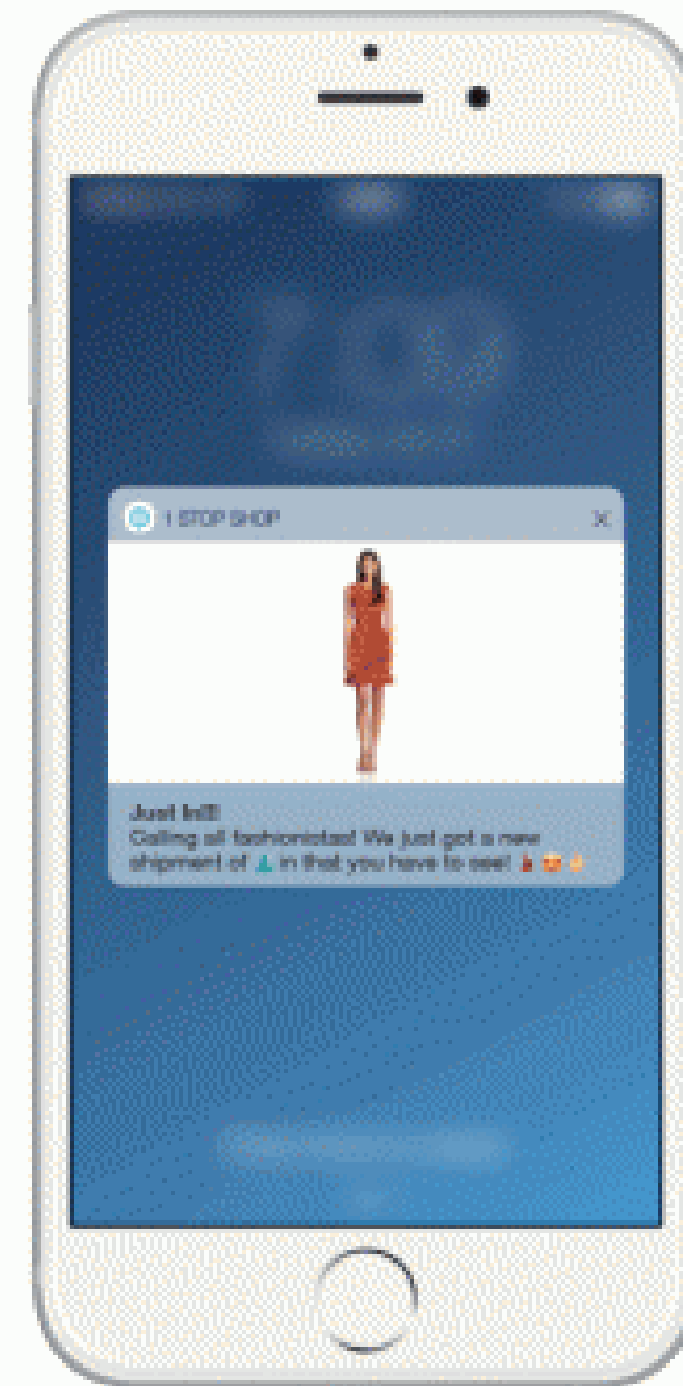 1 STOP SHOP
Just In!!!
Calling all fashionistas! We just got a new
shipment of 👗 in that you have to see! 💃😍👌